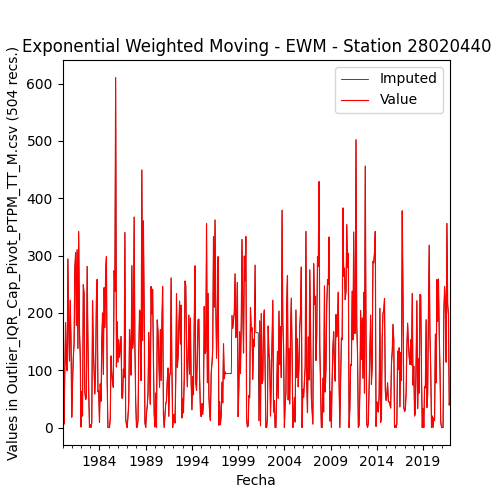 Exponential Weighted Moving - EWM - Station 28020440
Imputed
Value
Values in Outlier_IQR_Cap_Pivot_PTPM_TT_M.csv (504 recs.)
600
500
400
300
200
100
0
1984 1989 1994 1999 2004 2009 2014 2019
Fecha